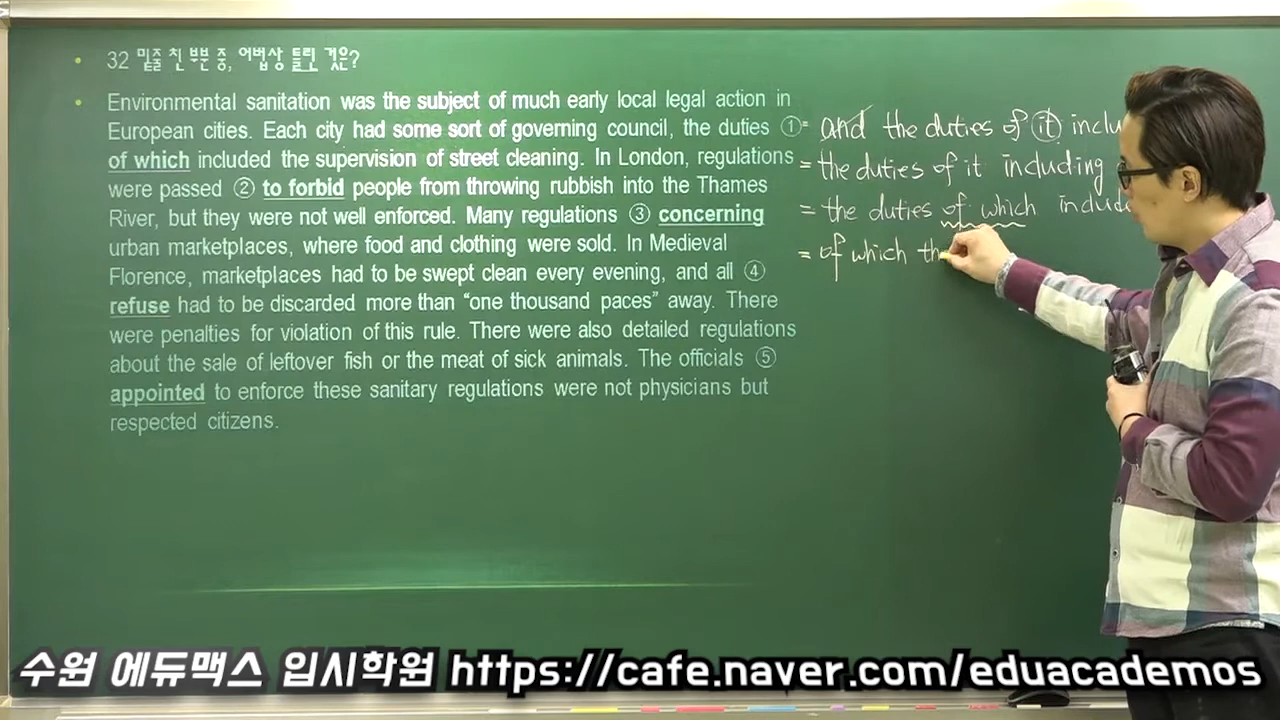 • 32 밑줄 친 부분 중, 어법상 틀린 것은?
• Environmental sanitation was the subject of much early local legal action in
European cities. Each city had some sort of governing council, the duties ①
of which included the supervision of street cleaning. In London, regulations
were passed ② to forbid people from throwing rubbish into the Thames
River, but they were not well enforced. Many regulations ③ concerning
urban marketplaces, where food and clothing were sold. In Medieval
Florence, marketplaces had to be swept clean every evening, and all ④
refuse had to be discarded more than “one thousand paces” away. There
were penalties for violation of this rule. There were also detailed regulations
about the sale of leftover fish or the meat of sick animals. The officials ⑤
appointed to enforce these sanitary regulations were not physicians but
respected citizens.
= and the duties of it inclu
= the duties of it including
= the duties of which include
= of which th
수원 에듀맥스 입시학원 https://cafe.naver.com/eduacademos